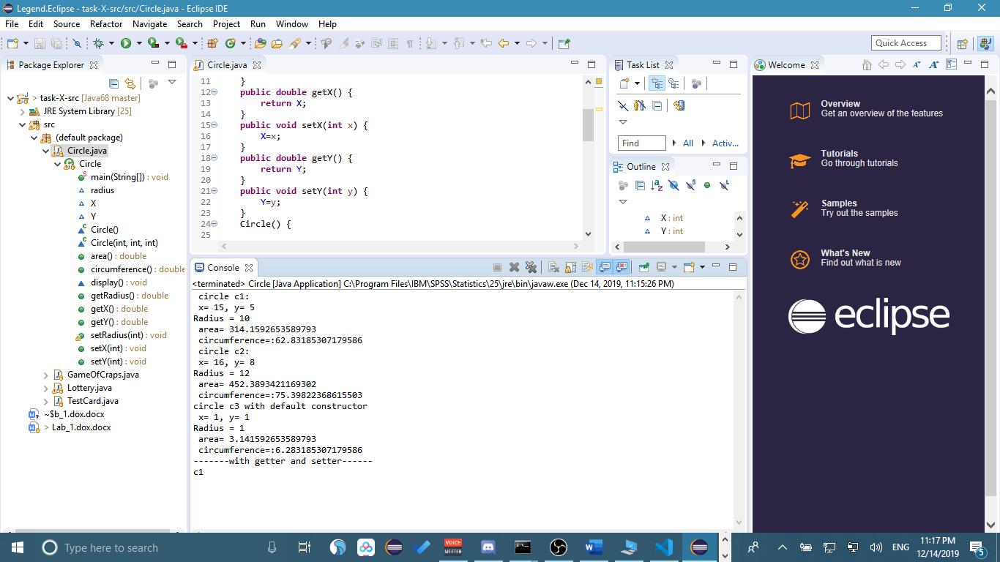 Legend.Eclipse - task-X-src/src/Circle.java - Eclipse IDE
File Edit Source Refactor Navigate Search Project Run Window Help
Quick Access
Package Explorer
> task-X-src [Java68 master]
JRE System Library [25]
src
(default package)
Circle.java
Circle
main(String[]) : void
radius
X
Y
Circle()
Circle(int, int, int)
area() : double
circumference() : double
display() : void
getRadius() : double
getX() : double
getY() : double
setRadius(int) : void
setX(int) : void
setY(int) : void
GameOfCraps.java
Lottery.java
TestCard.java
~$b_1.dox.docx
> Lab_1.dox.docx
Circle.java
11 }
12 public double getX() {
13 return X;
14 }
15 public void setX(int x) {
16 X=x;
17 }
18 public double getY() {
19 return Y;
20 }
21 public void setY(int y) {
22 Y=y;
23 }
24 Circle() {
25
Task List
Find All Activ...
Outline
X : int
Y : int
Console
<terminated> Circle [Java Application] C:\Program Files\IBM\SPSS\Statistics\25\jre\bin\javaw.exe (Dec 14, 2019, 11:15:26 PM)
circle c1:
x= 15, y= 5
Radius = 10
area= 314.1592653589793
circumference=:62.83185307179586
circle c2:
x= 16, y= 8
Radius = 12
area= 452.3893421169302
circumference=:75.39822368615503
circle c3 with default constructor
x= 1, y= 1
Radius = 1
area= 3.141592653589793
circumference=:6.283185307179586
-------with getter and setter------
c1
Welcome
Overview
Get an overview of the features
Tutorials
Go through tutorials
Samples
Try out the samples
What's New
Find out what is new
eclipse
Type here to search
VOICE
MEETER
ENG
11:17 PM
12/14/2019
5